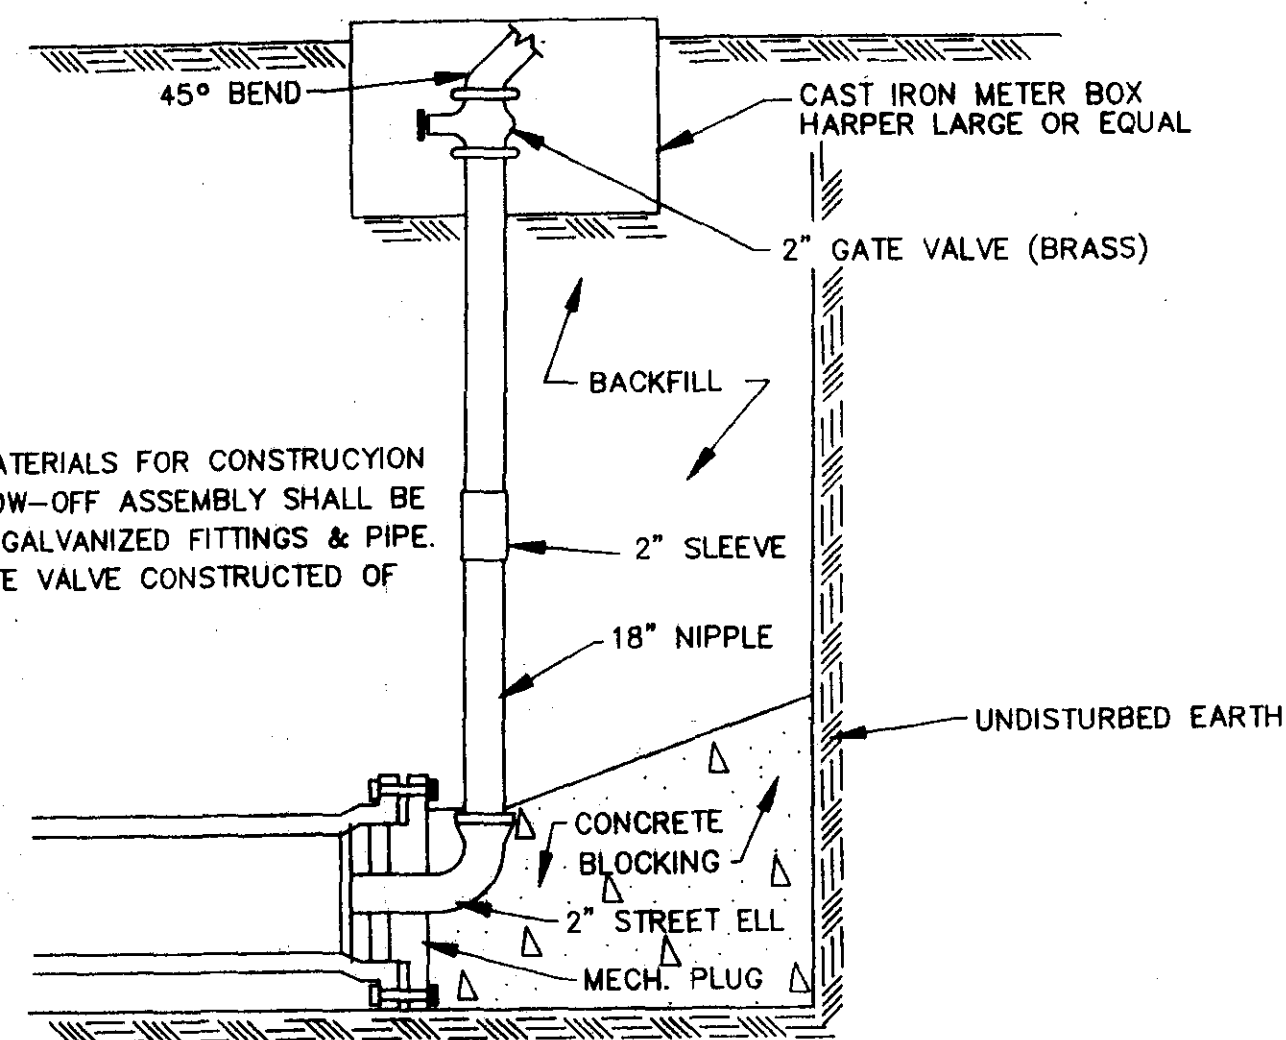 45° BEND
CAST IRON METER BOX
HARPER LARGE OR EQUAL
2" GATE VALVE (BRASS)
BACKFILL
ATERIALS FOR CONSTRUCYION
OW-OFF ASSEMBLY SHALL BE
GALVANIZED FITTINGS & PIPE.
E VALVE CONSTRUCTED OF
2" SLEEVE
18" NIPPLE
UNDISTURBED EARTH
CONCRETE
BLOCKING
2" STREET ELL
MECH. PLUG